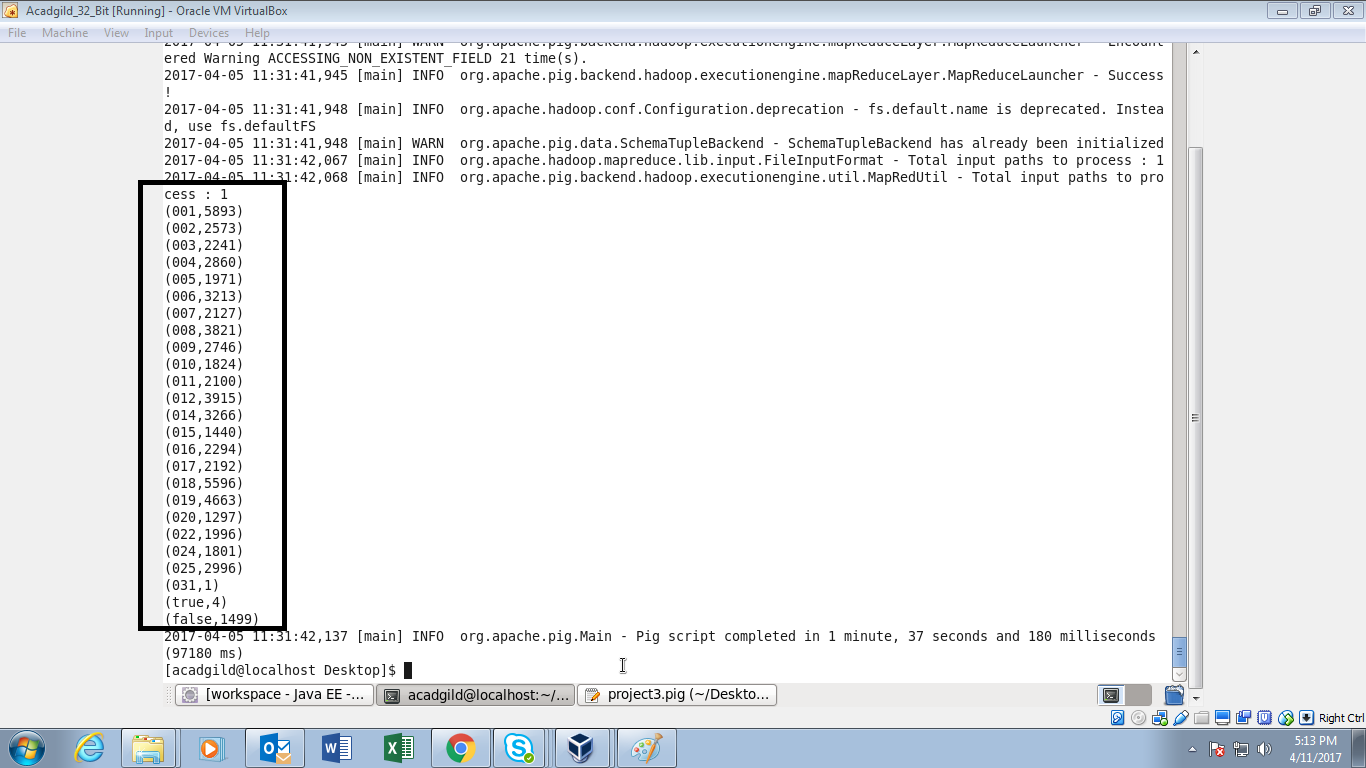 Acadgild_32_Bit [Running] - Oracle VM VirtualBox
File Machine View Input Devices Help
2017-04-05 11:31:41,945 [main] WARN  org.apache.pig.backend.hadoop.executionengine.mapReduceLayer.MapReduceLauncher - Encount
ered Warning ACCESSING_NON_EXISTENT_FIELD 21 time(s).
2017-04-05 11:31:41,945 [main] INFO  org.apache.pig.backend.hadoop.executionengine.mapReduceLayer.MapReduceLauncher - Success
!
2017-04-05 11:31:41,948 [main] INFO  org.apache.hadoop.conf.Configuration.deprecation - fs.default.name is deprecated. Instea
d, use fs.defaultFS
2017-04-05 11:31:41,948 [main] WARN  org.apache.pig.data.SchemaTupleBackend - SchemaTupleBackend has already been initialized
2017-04-05 11:31:42,067 [main] INFO  org.apache.hadoop.mapreduce.lib.input.FileInputFormat - Total input paths to process : 1
2017-04-05 11:31:42,068 [main] INFO  org.apache.pig.backend.hadoop.executionengine.util.MapRedUtil - Total input paths to pro
cess : 1
(001,5893)
(002,2573)
(003,2241)
(004,2860)
(005,1971)
(006,3213)
(007,2127)
(008,3821)
(009,2746)
(010,1824)
(011,2100)
(012,3915)
(014,3266)
(015,1440)
(016,2294)
(017,2192)
(018,5596)
(019,4663)
(020,1297)
(022,1996)
(024,1801)
(025,2996)
(031,1)
(true,4)
(false,1499)
2017-04-05 11:31:42,137 [main] INFO  org.apache.pig.Main - Pig script completed in 1 minute, 37 seconds and 180 milliseconds
(97180 ms)
[acadgild@localhost Desktop]$
[workspace - Java EE -... acadgild@localhost:~/... project3.pig (~/Deskto...
Right Ctrl
5:13 PM
4/11/2017